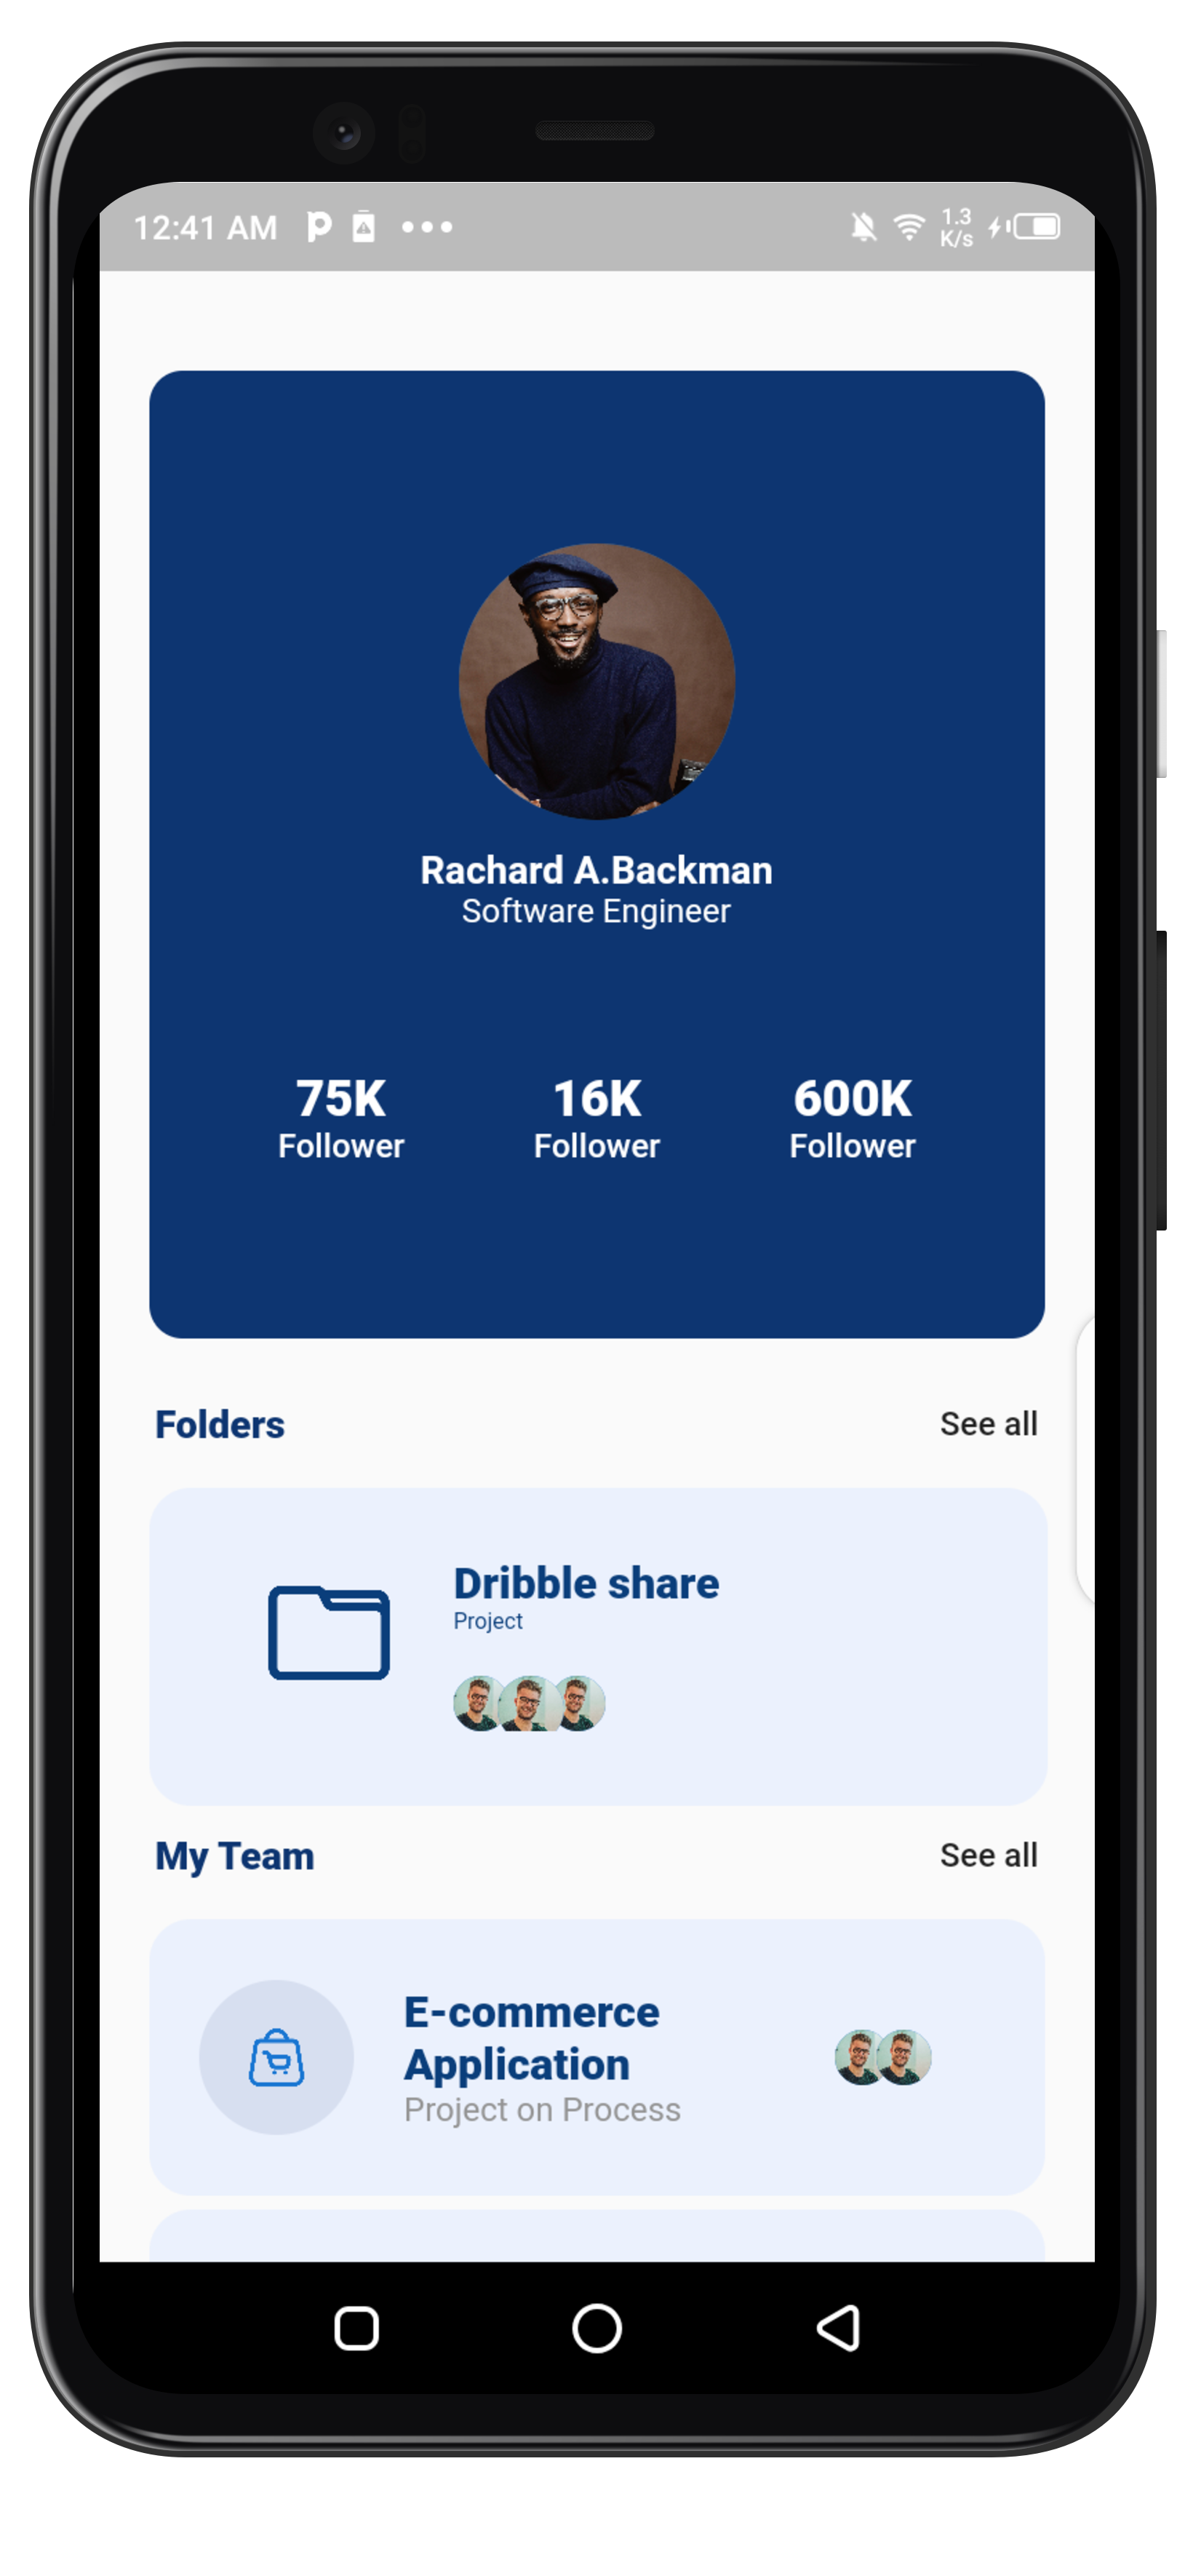 12:41 AM
1.3
K/s
Rachard A.Backman
Software Engineer
75K 16K 600K
Follower Follower Follower
Folders See all
Dribble share
Project
My Team See all
E-commerce
Application
Project on Process